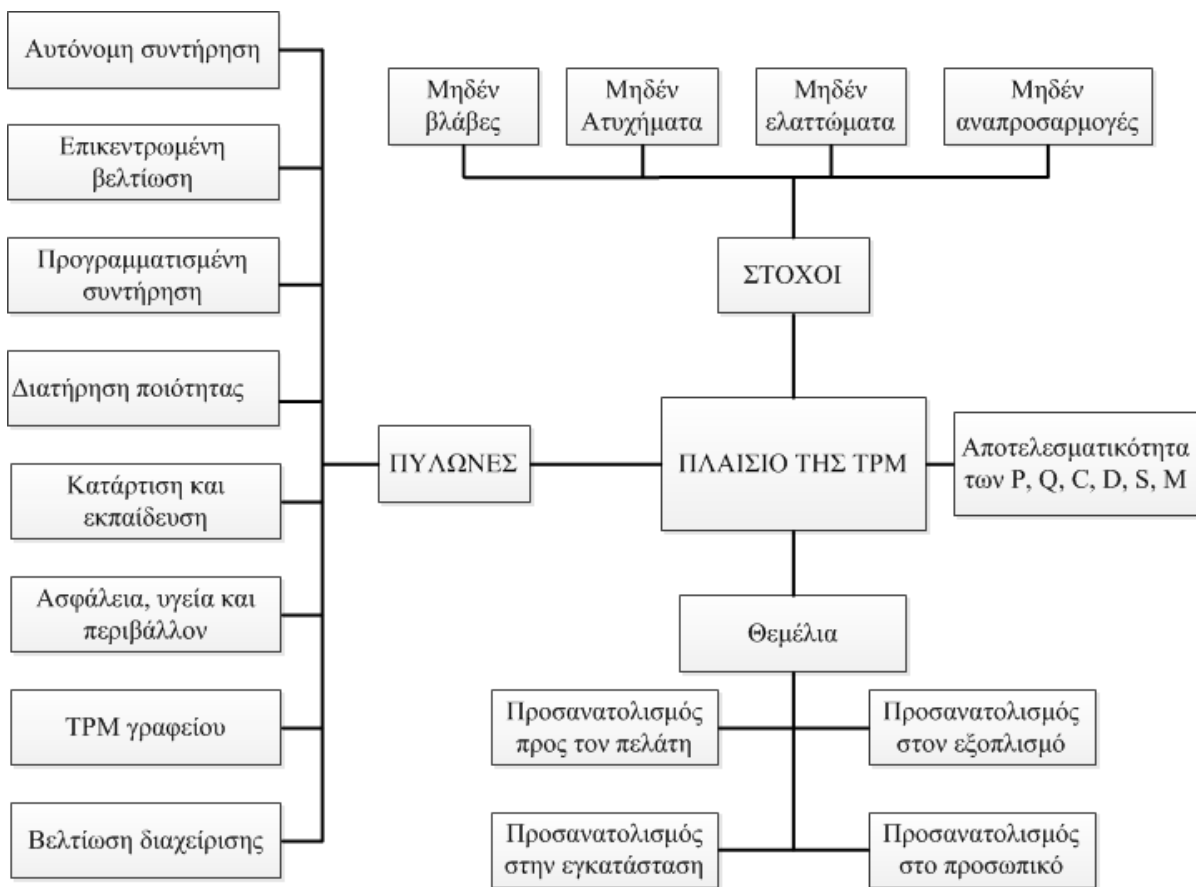 Αυτόνομη συντήρηση
Επικεντρωμένη
βελτίωση
Προγραμματισμένη
συντήρηση
Διατήρηση ποιότητας
Κατάρτιση και
εκπαίδευση
Ασφάλεια, υγεία και
περιβάλλον
TPM γραφείου
Βελτίωση διαχείρισης
ΠΥΛΩΝΕΣ
Μηδέν
βλάβες
Μηδέν
Ατυχήματα
Μηδέν
ελαττώματα
Μηδέν
αναπροσαρμογές
ΣΤΟΧΟΙ
ΠΛΑΙΣΙΟ ΤΗΣ TPM
Αποτελεσματικότητα
των P, Q, C, D, S, M
Θεμέλια
Προσανατολισμός
προς τον πελάτη
Προσανατολισμός
στον εξοπλισμό
Προσανατολισμός
στην εγκατάσταση
Προσανατολισμός
στο προσωπικό